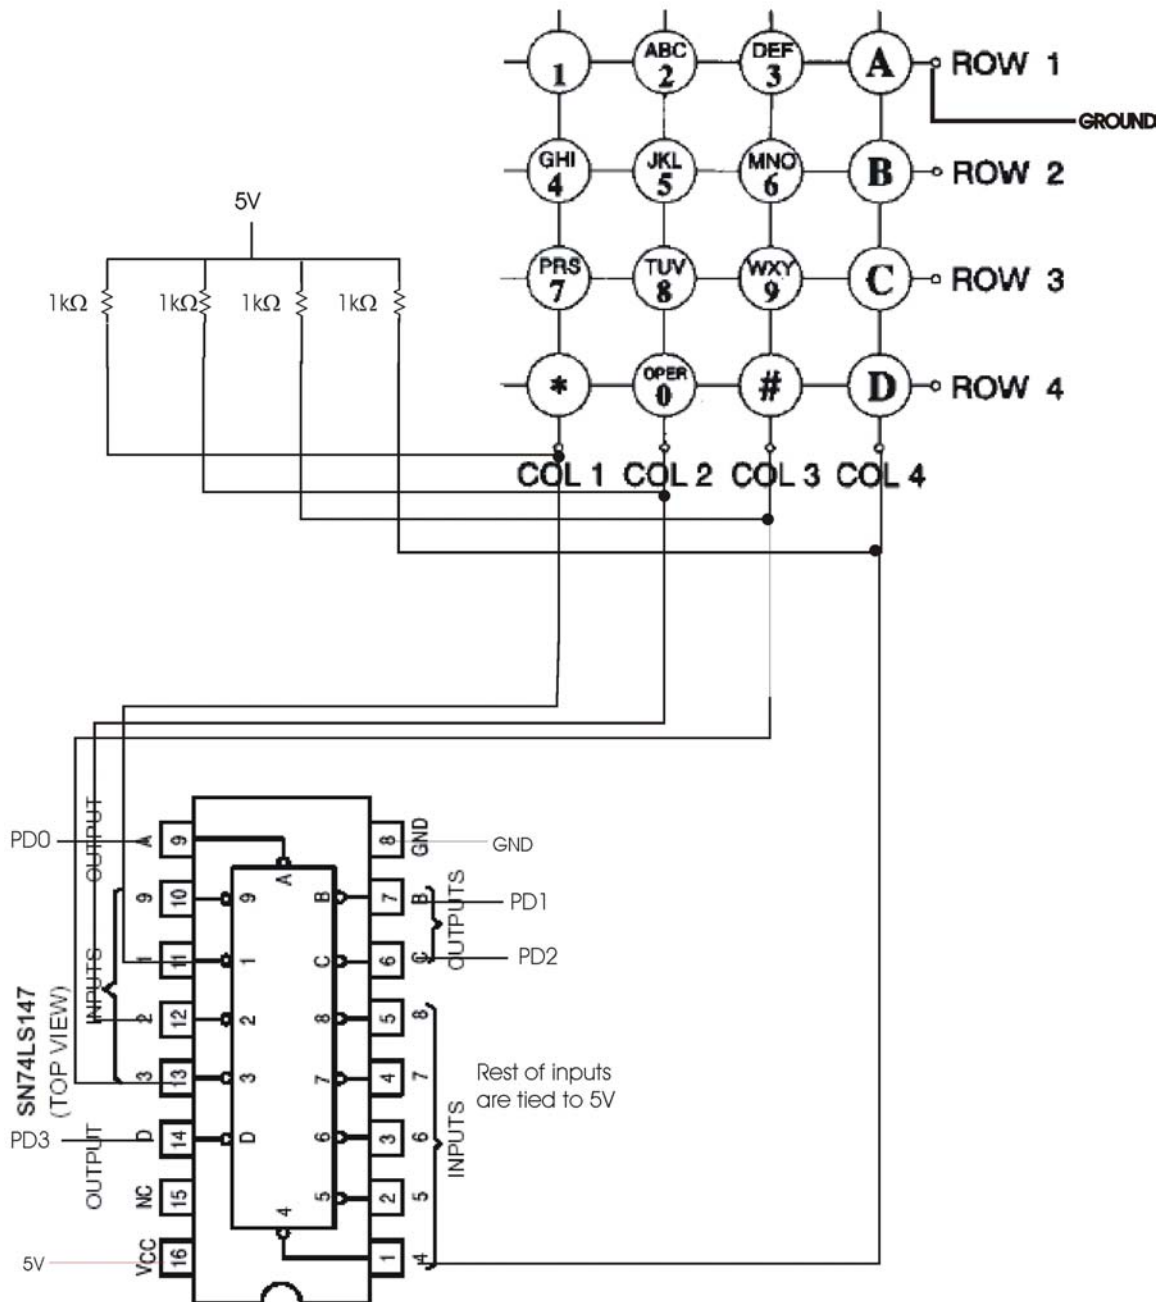 1
ABC
2
DEF
3
A
ROW 1
GROUND
GHI
4
JKL
5
MNO
6
B
ROW 2
5V
PRS
7
TUV
8
WXY
9
C
ROW 3
1kΩ
1kΩ
1kΩ
1kΩ
*
OPER
0
#
D
ROW 4
COL 1
COL 2
COL 3
COL 4
SN74LS147
(TOP VIEW)
PD0
OUTPUT
A
9
A
8
GND
GND
INPUTS
9
10
9
B
7
B
PD1
OUTPUTS
1
11
1
C
6
C
PD2
2
12
2
8
5
8
3
13
3
7
4
7
Rest of inputs
are tied to 5V
INPUTS
PD3
OUTPUT
D
14
D
6
3
6
NC
15
4
5
2
5
5V
VCC
16
1
4